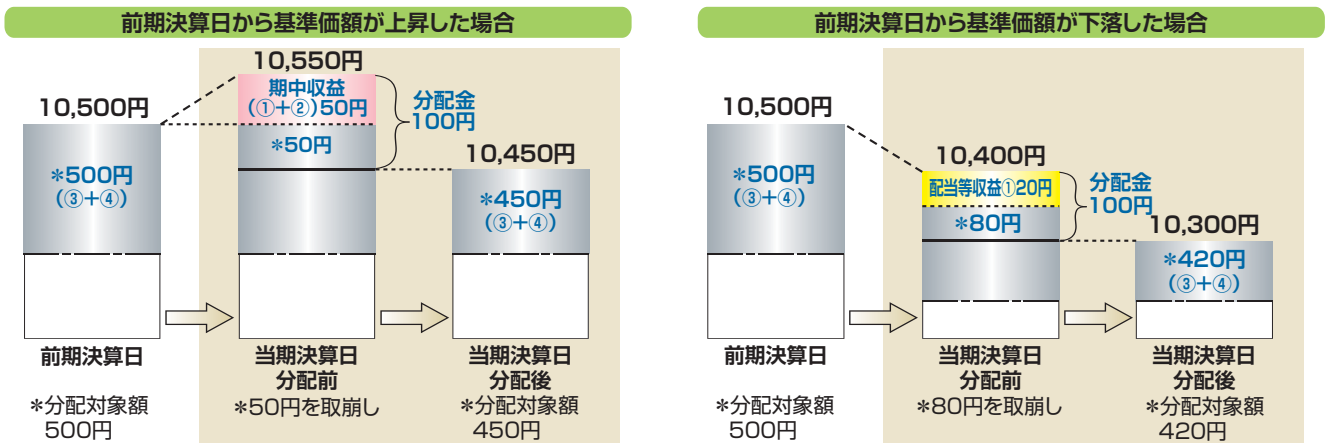 前期決算日から基準価額が上昇した場合
10,500円
*500円
(③+④)
前期決算日
*分配対象額
500円
10,550円
期中収益
(①+②)50円
*50円
分配金
100円
当期決算日
分配前
*50円を取崩し
10,450円
*450円
(③+④)
当期決算日
分配後
*分配対象額
450円
前期決算日から基準価額が下落した場合
10,500円
*500円
(③+④)
前期決算日
*分配対象額
500円
10,400円
配当等収益①20円
*80円
分配金
100円
当期決算日
分配前
*80円を取崩し
10,300円
*420円
(③+④)
当期決算日
分配後
*分配対象額
420円